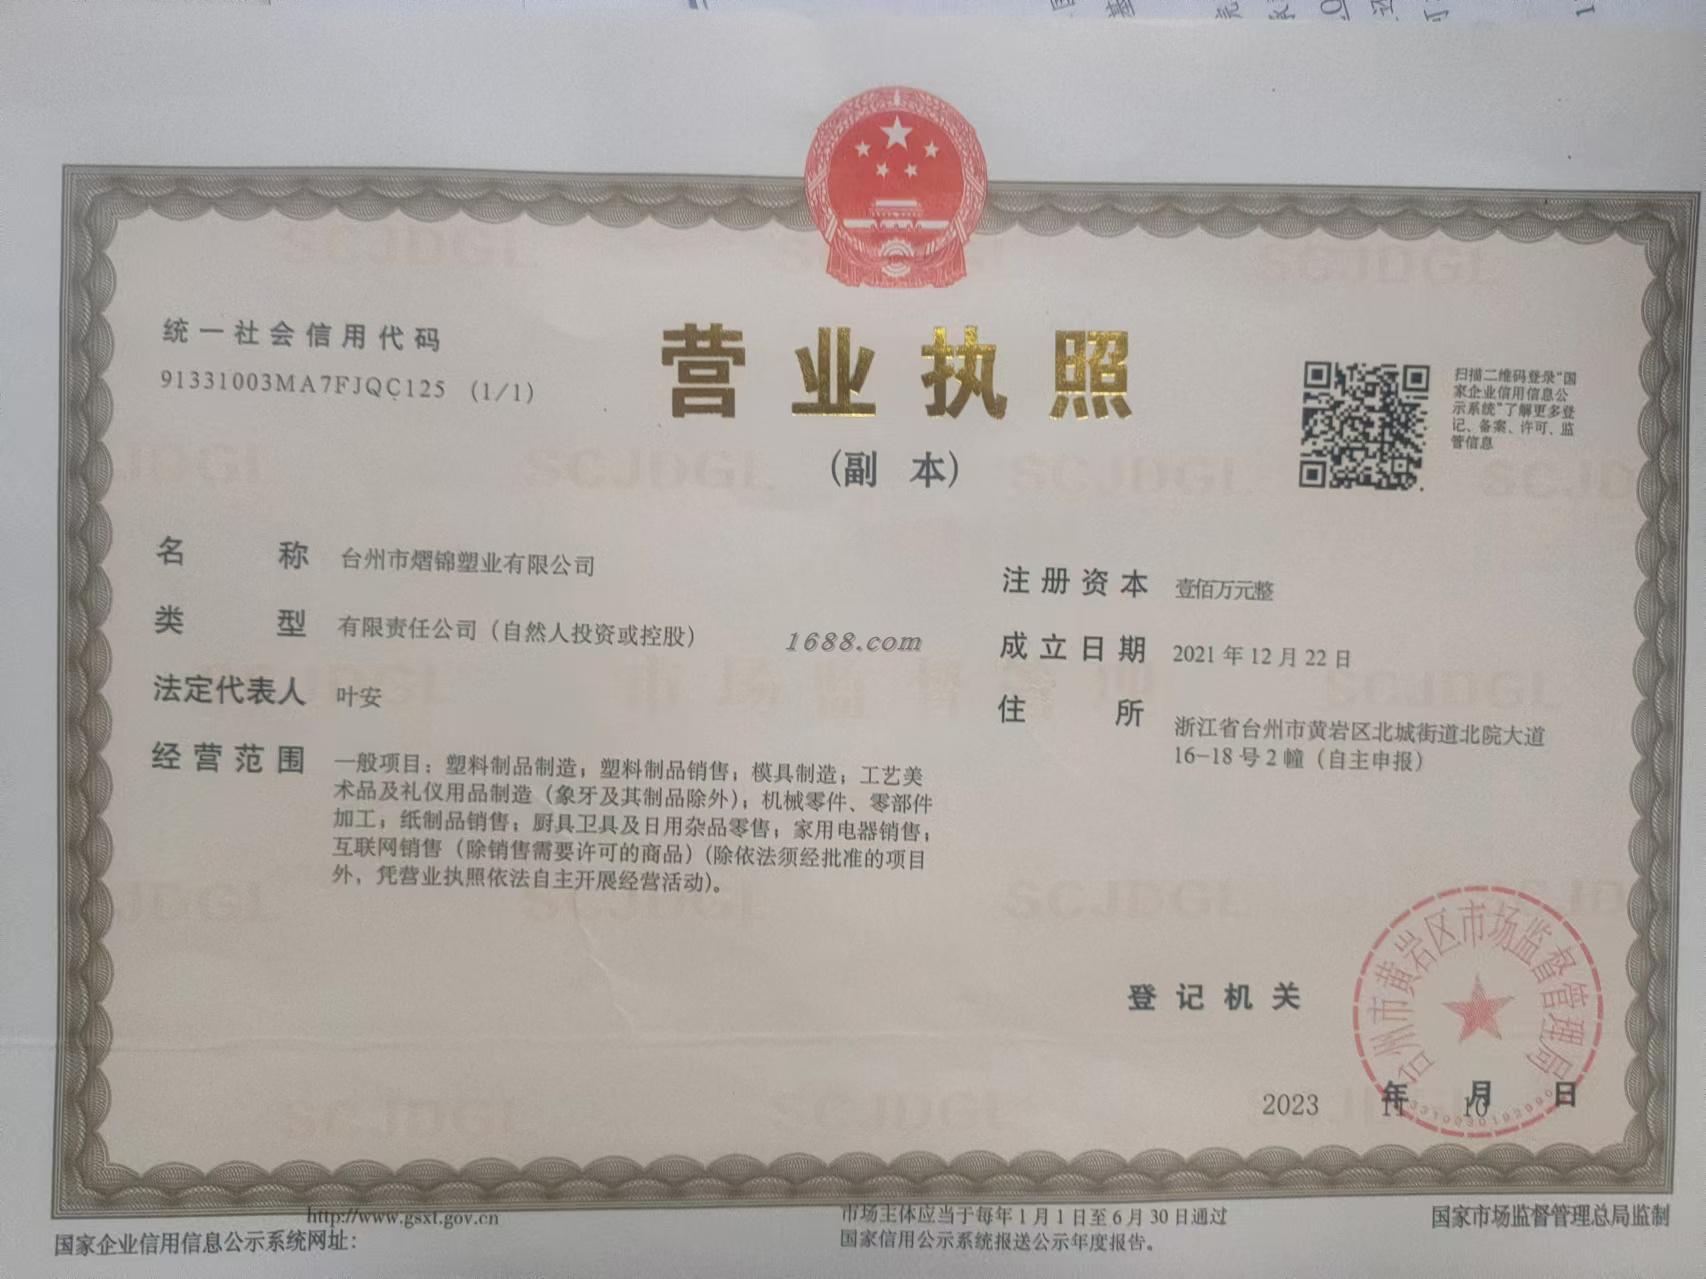 统一社会信用代码
91331003MA7FJQC125 (1/1)
营业执照
(副 本)
扫描二维码登录“国
家企业信用信息公
示系统”了解更多登
记、备案、许可、监
管信息
名 称 台州市熠锦塑业有限公司
类 型 有限责任公司（自然人投资或控股）
法定代表人 叶安
经营范围 一般项目：塑料制品制造；塑料制品销售；模具制造；工艺美
术品及礼仪用品制造（象牙及其制品除外）；机械零件、零部件
加工；纸制品销售；厨具卫具及日用杂品零售；家用电器销售；
互联网销售（除销售需要许可的商品）(除依法须经批准的项目
外，凭营业执照依法自主开展经营活动)。
1688.com
注册资本 壹佰万元整
成立日期 2021 年 12 月 22 日
住 所 浙江省台州市黄岩区北城街道北院大道
16-18 号 2 幢（自主申报）
登记机关
台州市黄岩区市场监督管理局
2023 年 11 月 10 日
http://www.gsxt.gov.cn
国家企业信用信息公示系统网址：
市场主体应当于每年 1 月 1 日至 6 月 30 日通过
国家信用公示系统报送公示年度报告。
国家市场监督管理总局监制
SCJDGL